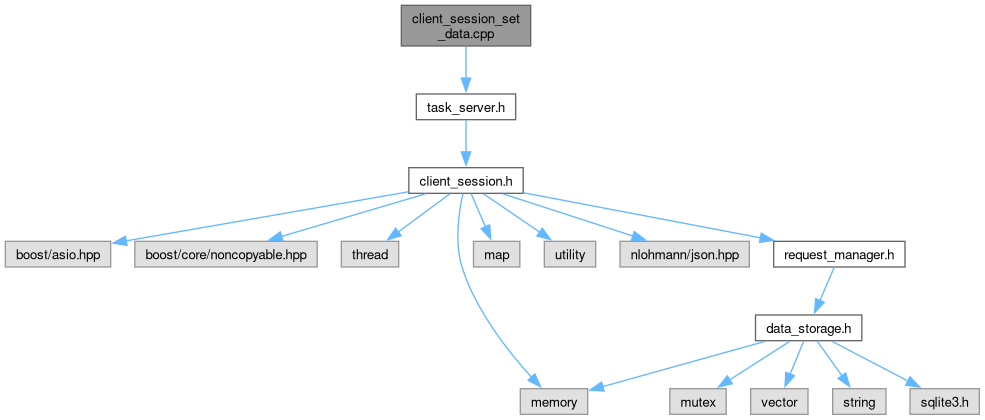 client_session_set
_data.cpp
task_server.h
client_session.h
boost/asio.hpp
boost/core/noncopyable.hpp
thread
map
utility
nlohmann/json.hpp
request_manager.h
data_storage.h
memory
mutex
vector
string
sqlite3.h